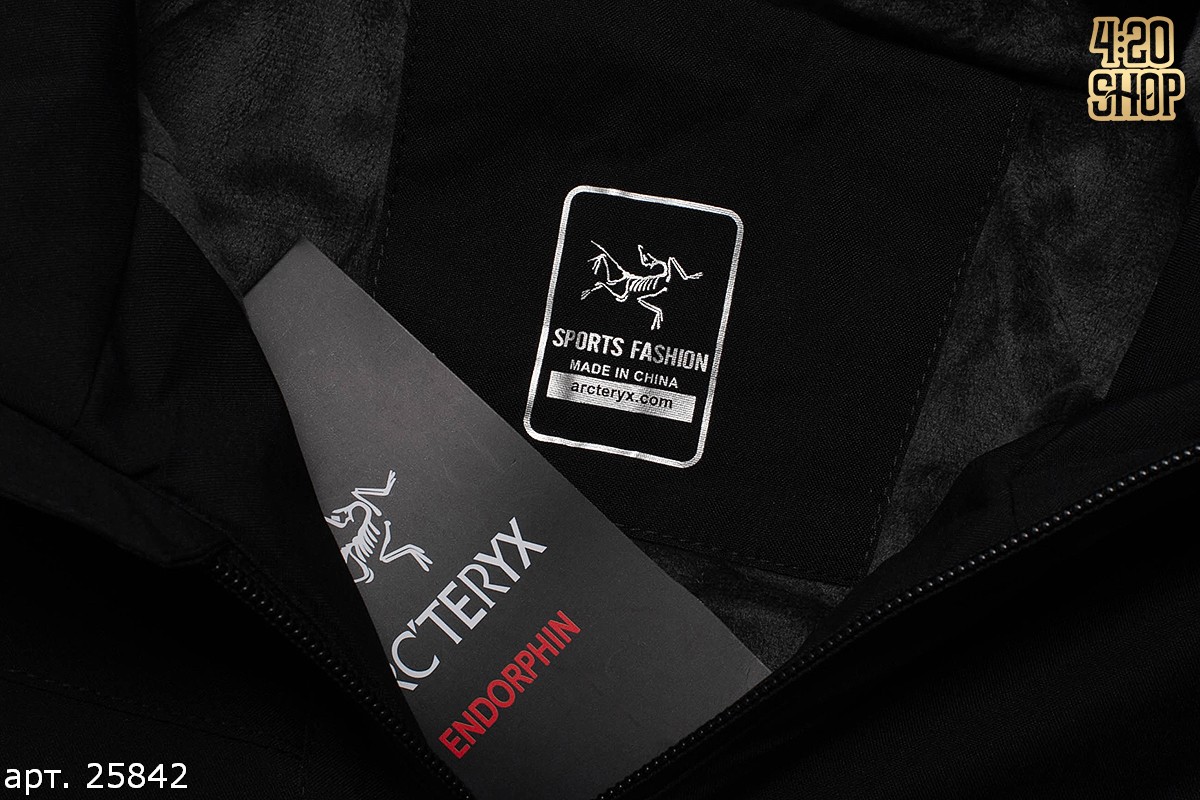 4:20
SHOP
SPORTS FASHION
MADE IN CHINA
arcteryx.com
RC'TERYX
ENDORPHIN
арт. 25842